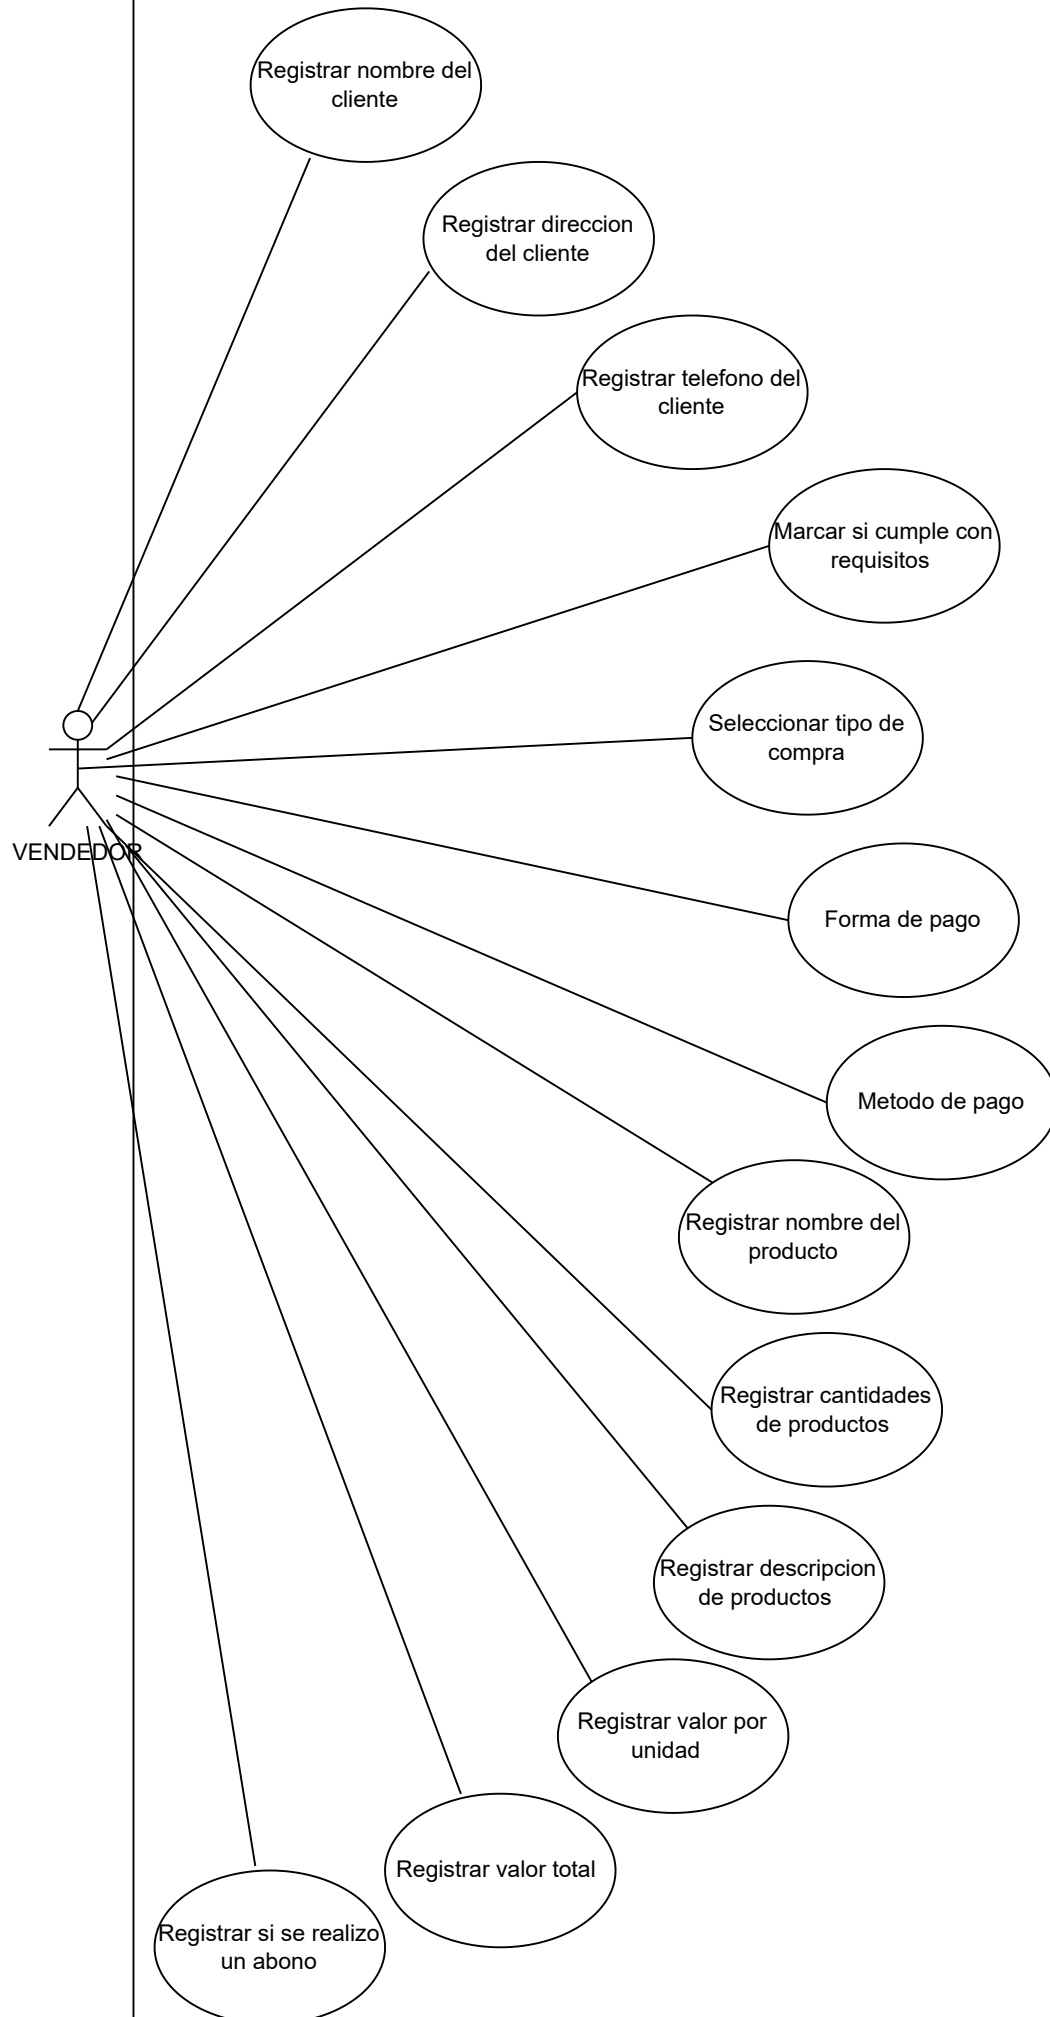 Registrar nombre del
cliente
Registrar direccion
del cliente
Registrar telefono del
cliente
Marcar si cumple con
requisitos
Seleccionar tipo de
compra
VENDEDOR
Forma de pago
Metodo de pago
Registrar nombre del
producto
Registrar cantidades
de productos
Registrar descripcion
de productos
Registrar valor por
unidad
Registrar valor total
Registrar si se realizo
un abono